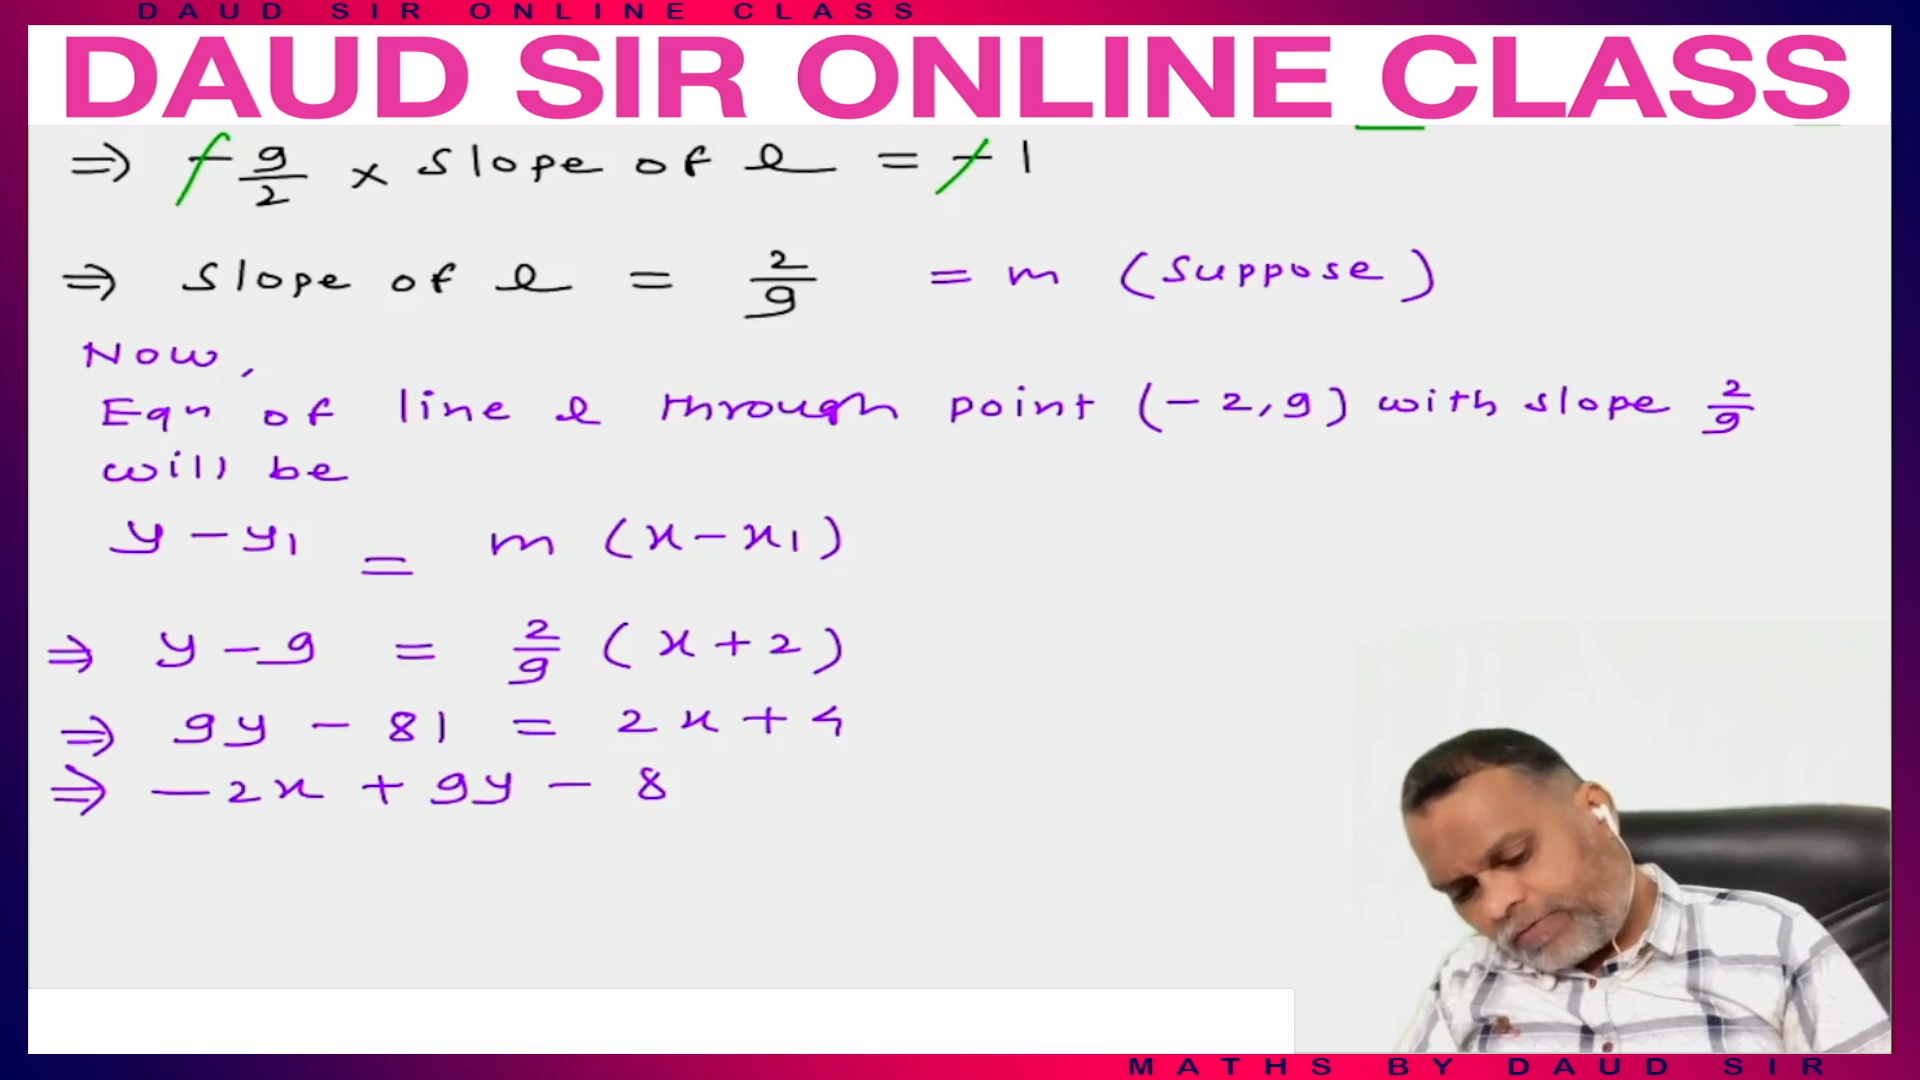 DAUD SIR ONLINE CLASS
DAUD SIR ONLINE CLASS
⇒ -9/2 × slope of l = -1
⇒ slope of l = 2/9 = m (suppose)
Now,
Eqn of line l through point (-2,9) with slope 2/9
will be
y - y1 = m (x - x1)
⇒ y - 9 = 2/9 (x + 2)
⇒ 9y - 81 = 2x + 4
⇒ -2x + 9y - 8
MATHS BY DAUD SIR